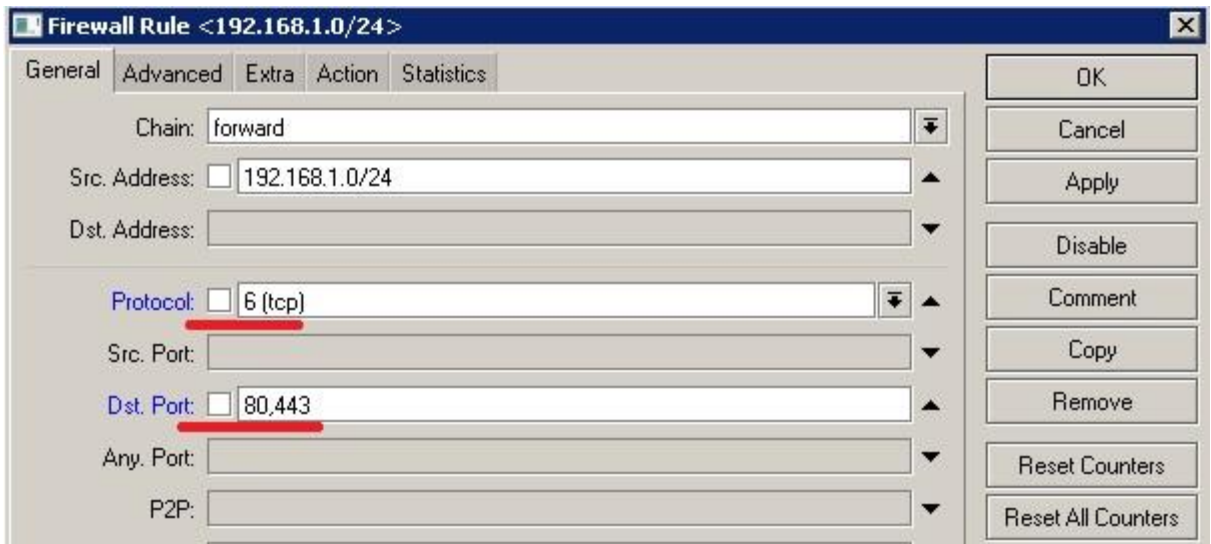 Firewall Rule <192.168.1.0/24>
General Advanced Extra Action Statistics
OK
Chain: forward
Cancel
Src. Address: 192.168.1.0/24
Apply
Dst. Address:
Disable
Protocol: 6 (tcp)
Comment
Src. Port:
Copy
Dst. Port: 80,443
Remove
Any. Port:
Reset Counters
P2P:
Reset All Counters